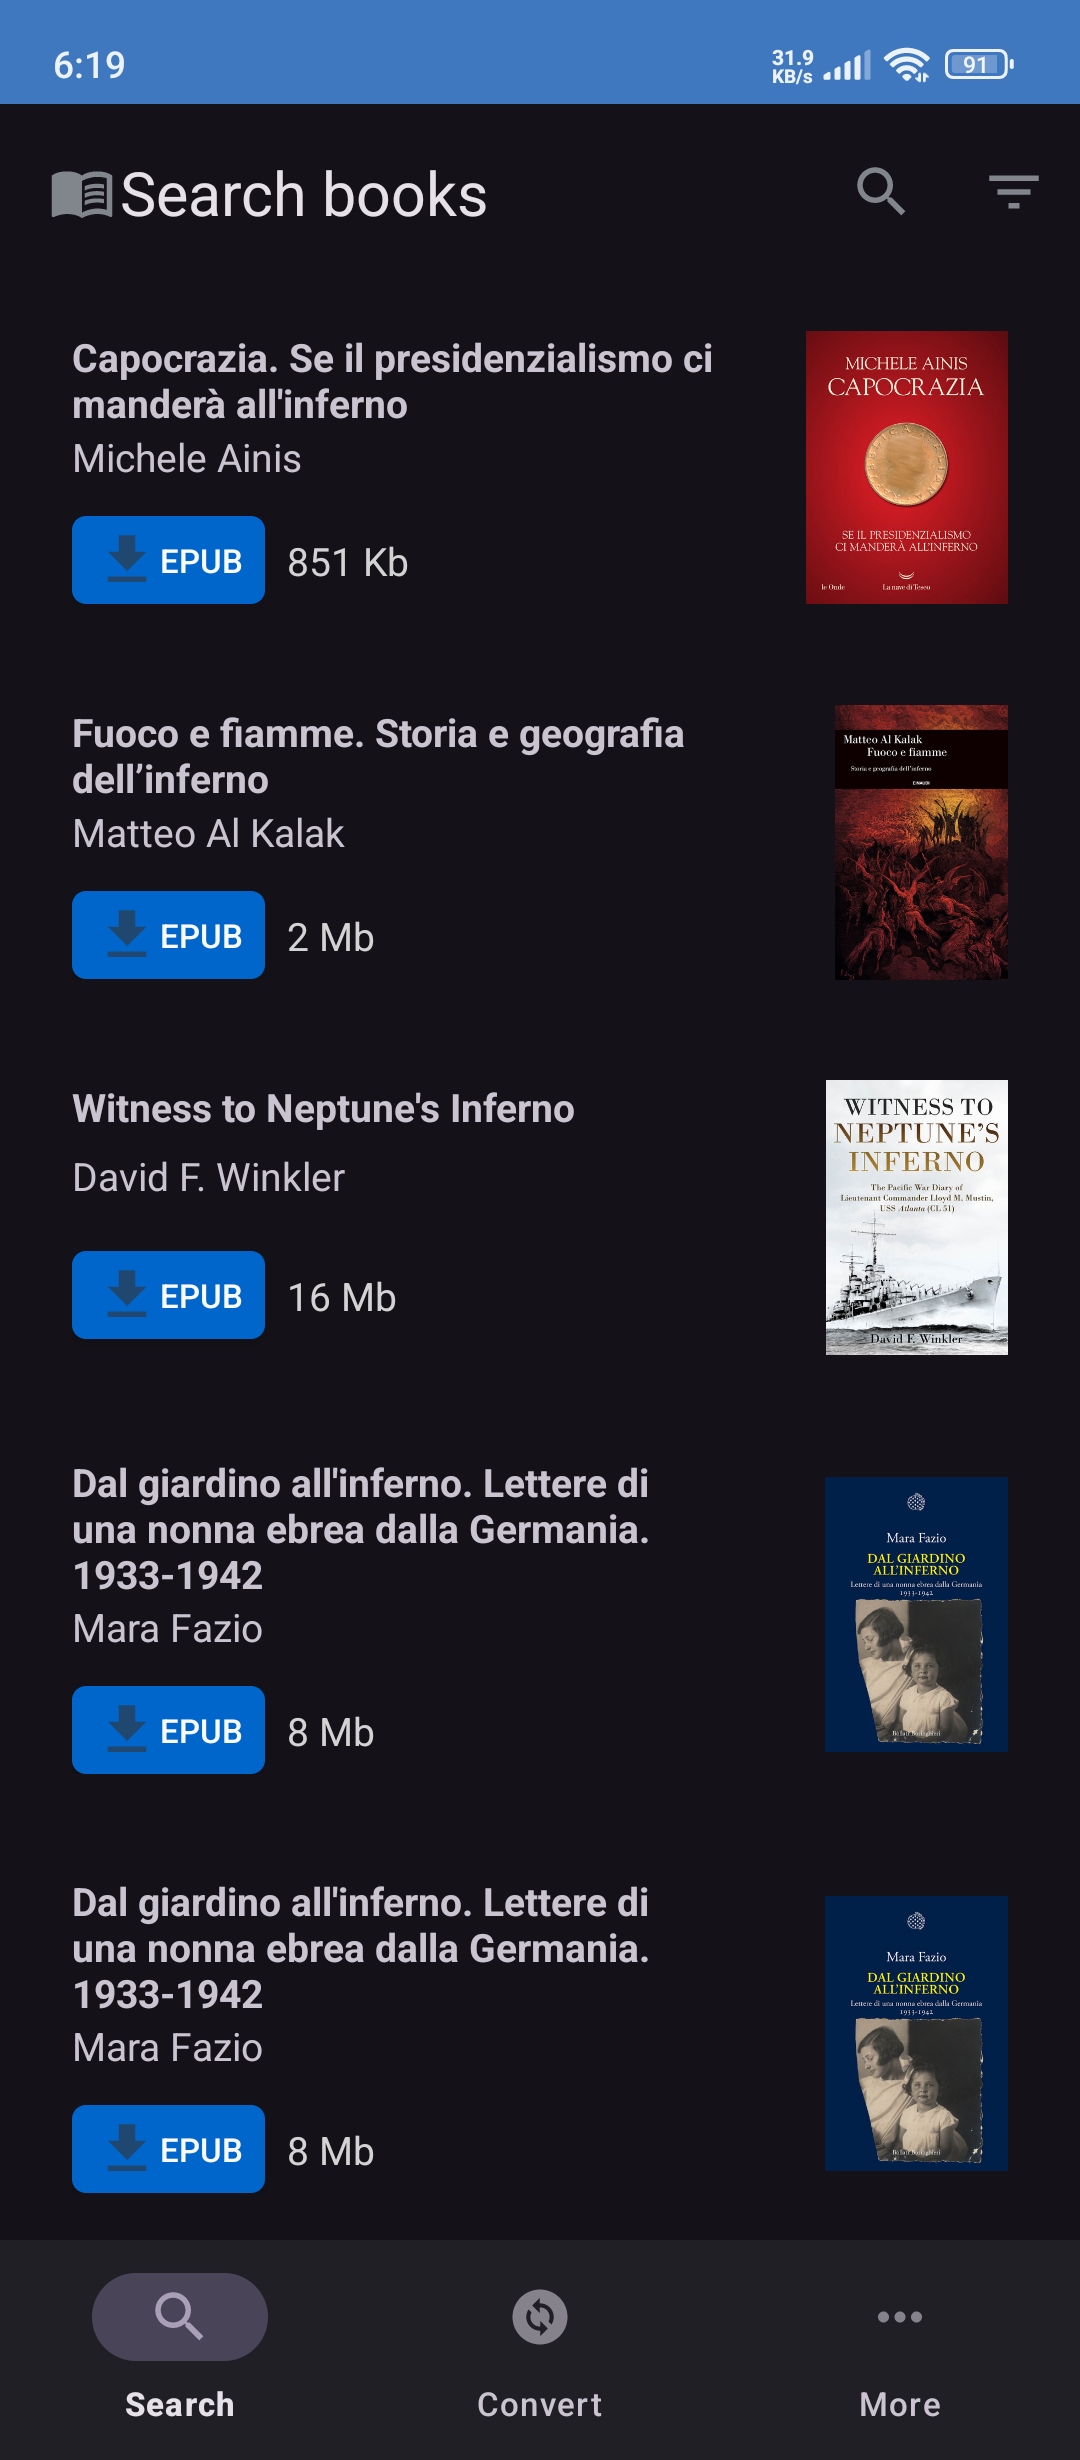 6:19
31.9
KB/s
91
Search books
Capocrazia. Se il presidenzialismo ci
manderà all'inferno
Michele Ainis
EPUB
851 Kb
MICHELE AINIS
CAPOCRAZIA
SE IL PRESIDENZIALISMO
CI MANDERÀ ALL'INFERNO
le Onde
La nave di Teseo
Fuoco e fiamme. Storia e geografia
dell’inferno
Matteo Al Kalak
EPUB
2 Mb
Matteo Al Kalak
Fuoco e fiamme
Storia e geografia dell'inferno
EINAUDI
Witness to Neptune's Inferno
David F. Winkler
EPUB
16 Mb
WITNESS TO
NEPTUNE'S
INFERNO
The Pacific War Diary of
Lieutenant Commander Lloyd M. Mustin,
USS Atlanta (CL 51)
David F. Winkler
Dal giardino all'inferno. Lettere di
una nonna ebrea dalla Germania.
1933-1942
Mara Fazio
EPUB
8 Mb
Mara Fazio
DAL GIARDINO
ALL'INFERNO
Lettere di una nonna ebrea dalla Germania
1933-1942
Bollati Boringhieri
Dal giardino all'inferno. Lettere di
una nonna ebrea dalla Germania.
1933-1942
Mara Fazio
EPUB
8 Mb
Mara Fazio
DAL GIARDINO
ALL'INFERNO
Lettere di una nonna ebrea dalla Germania
1933-1942
Bollati Boringhieri
Search
Convert
More